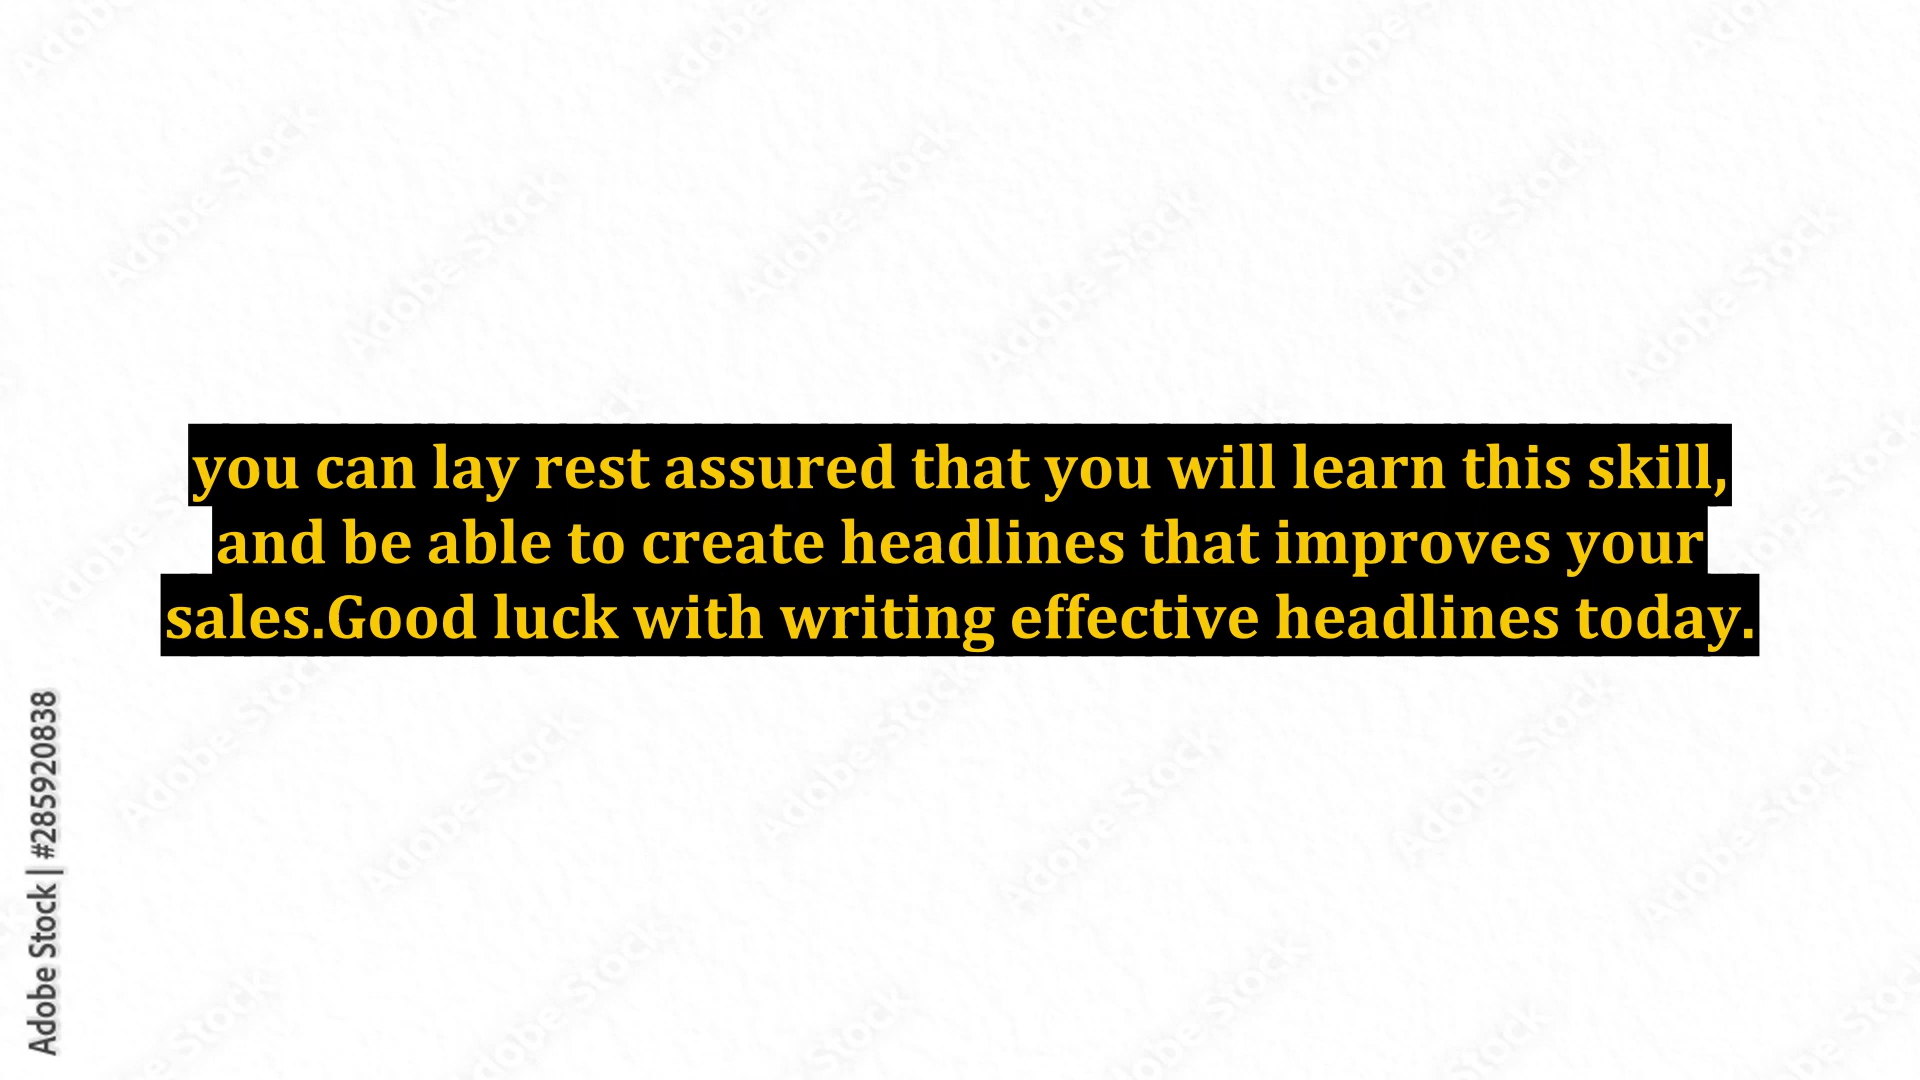 you can lay rest assured that you will learn this skill,
and be able to create headlines that improves your
sales.Good luck with writing effective headlines today.
Adobe Stock | #285920838